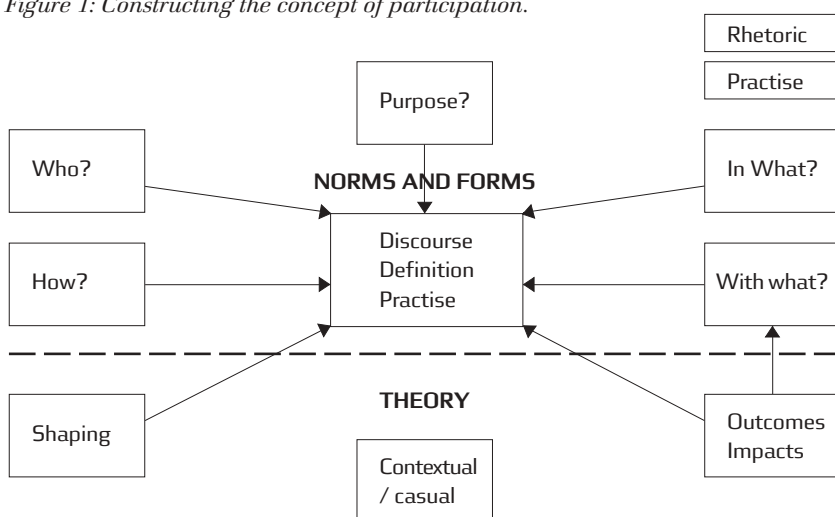 Figure 1: Constructing the concept of participation.
Rhetoric
Practise
Purpose?
Who?
NORMS AND FORMS
In What?
Discourse
Definition
Practise
How?
With what?
THEORY
Shaping
Outcomes
Impacts
Contextual
/ casual